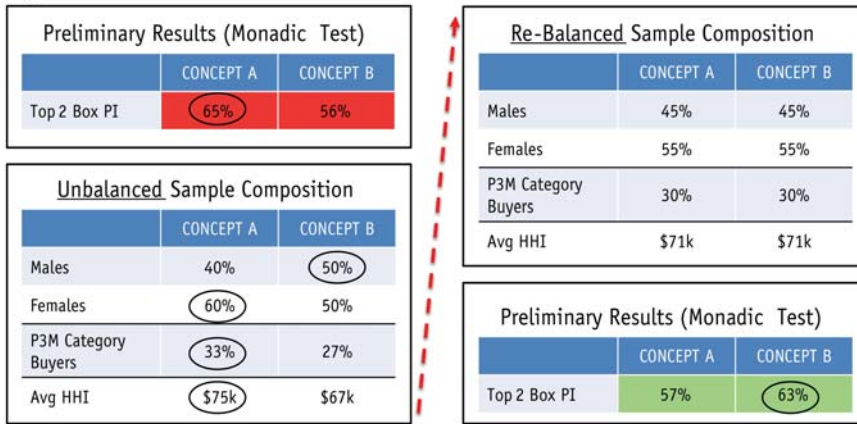 Preliminary Results (Monadic Test)
CONCEPT A CONCEPT B
Top 2 Box PI 65% 56%
Unbalanced Sample Composition
CONCEPT A CONCEPT B
Males 40% 50%
Females 60% 50%
P3M Category
Buyers 33% 27%
Avg HHI $75k $67k
Re-Balanced Sample Composition
CONCEPT A CONCEPT B
Males 45% 45%
Females 55% 55%
P3M Category
Buyers 30% 30%
Avg HHI $71k $71k
Preliminary Results (Monadic Test)
CONCEPT A CONCEPT B
Top 2 Box PI 57% 63%